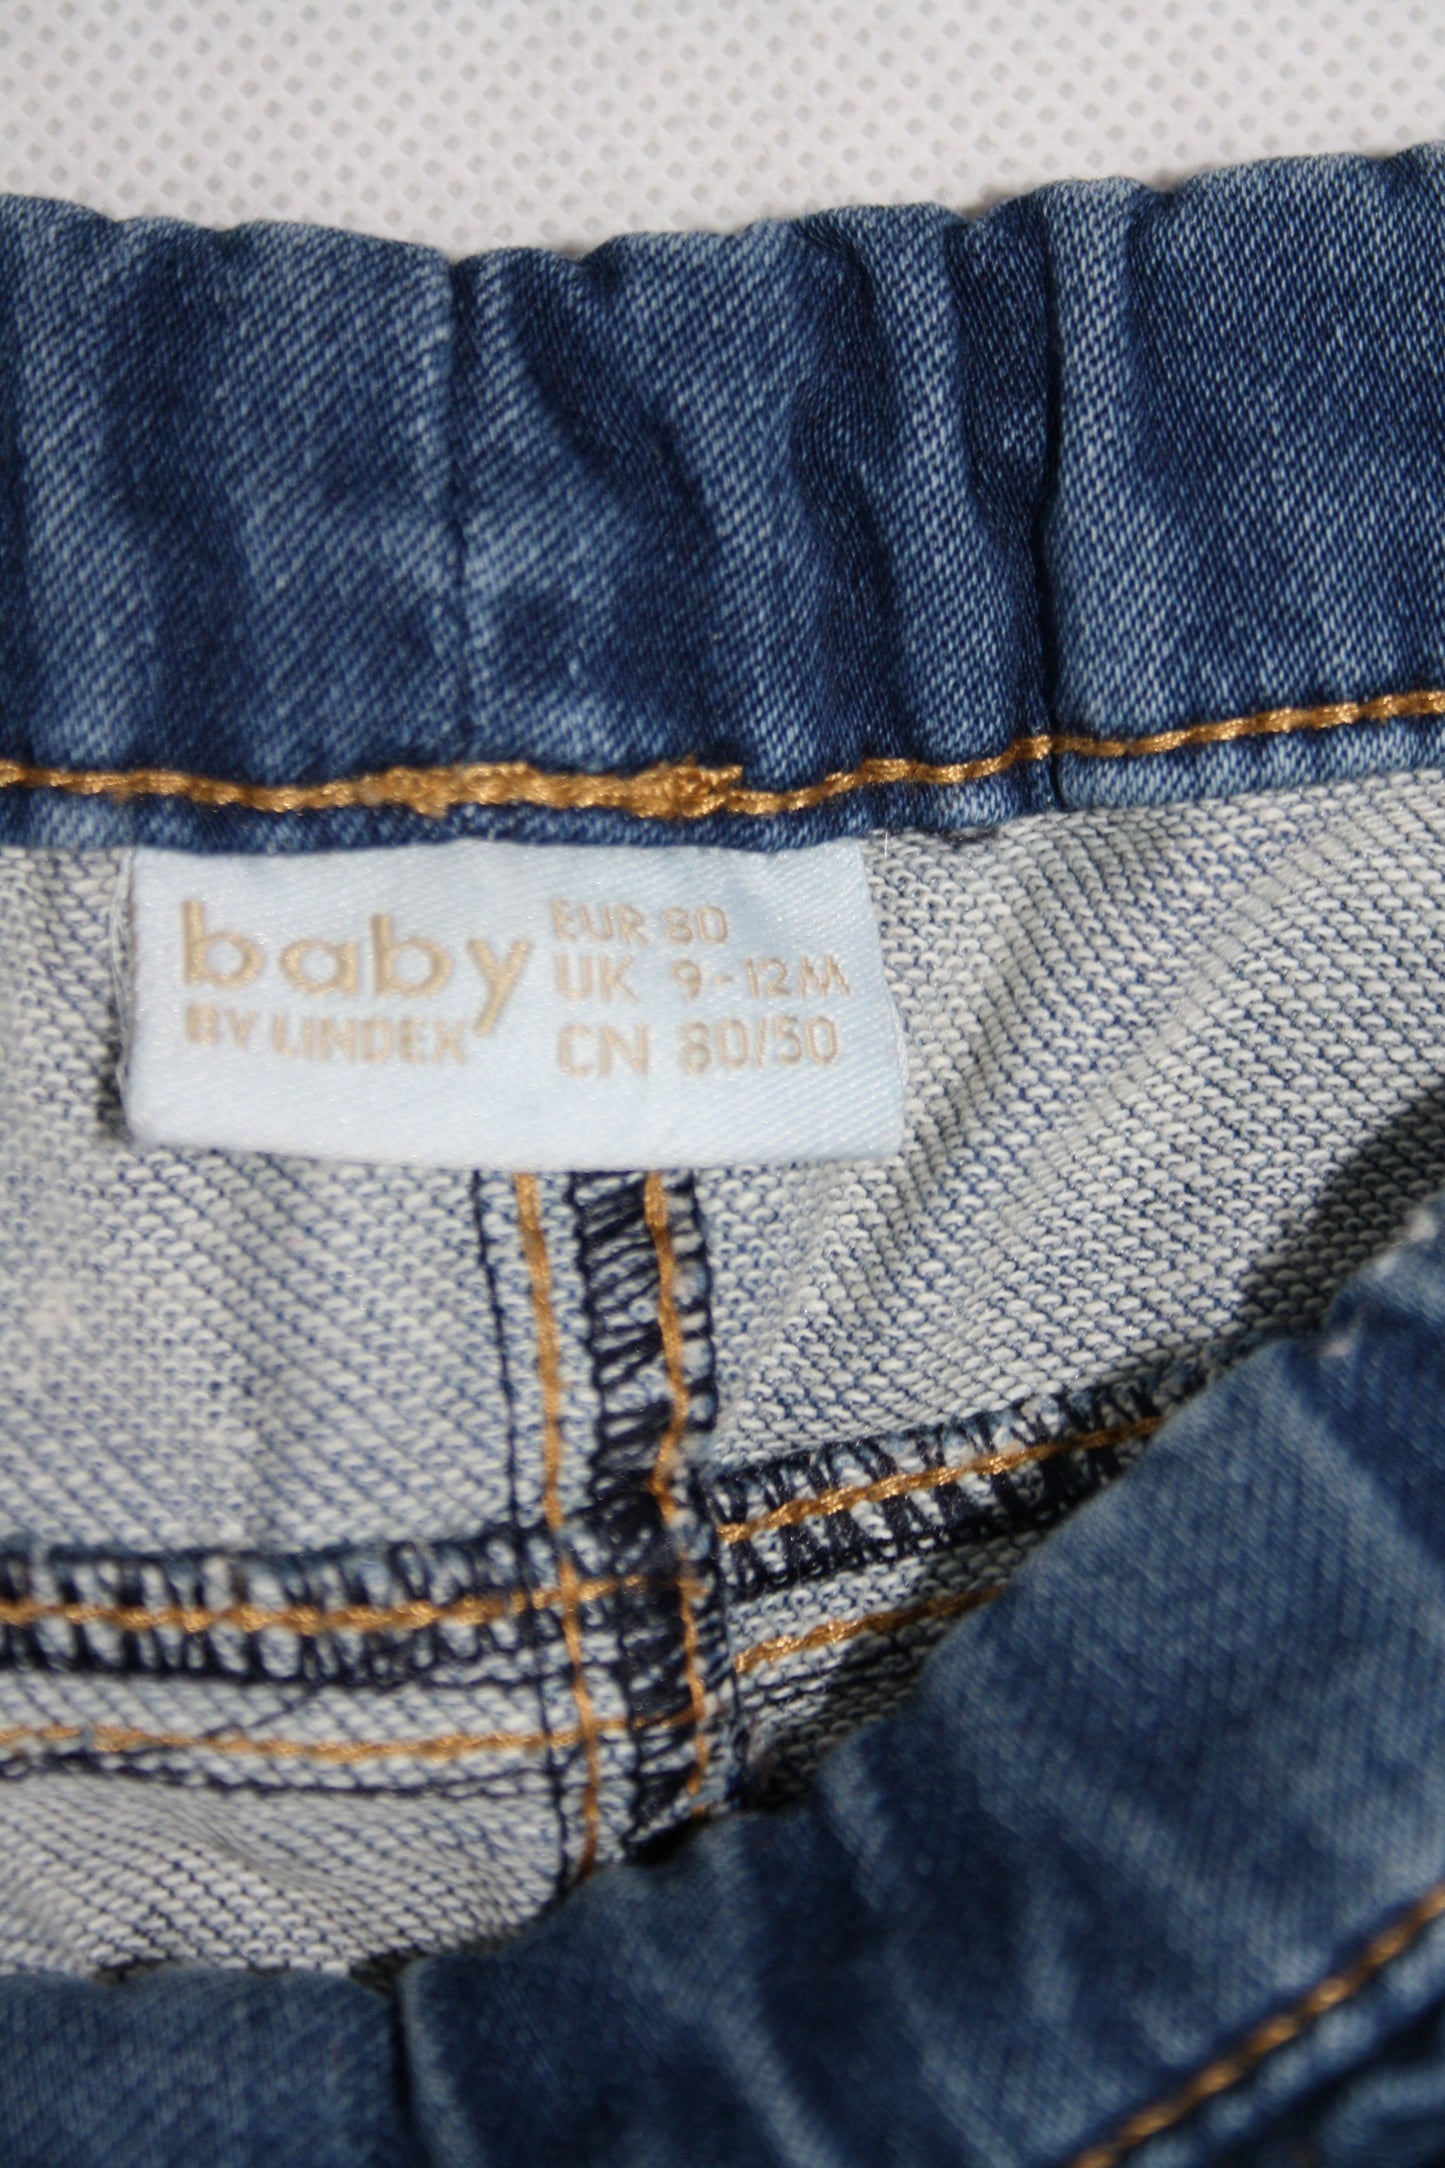 baby
BY LINDEX
EUR 80
UK 9-12M
CN 80/50